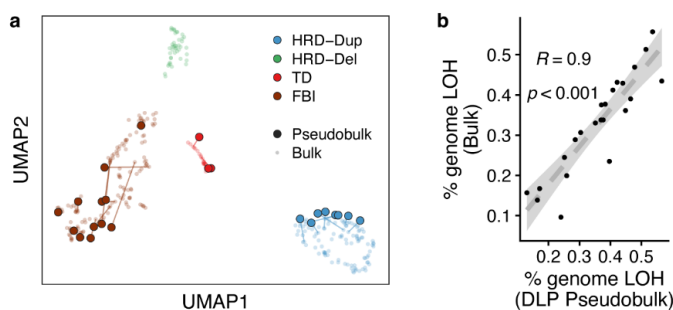 a
UMAP2
UMAP1
HRD−Dup
HRD−Del
TD
FBI
Pseudobulk
Bulk
b
% genome LOH
(Bulk)
0.5
0.4
0.3
0.2
0.1
R = 0.9
p<0.001
0.2 0.3 0.4 0.5
% genome LOH
(DLP Pseudobulk)